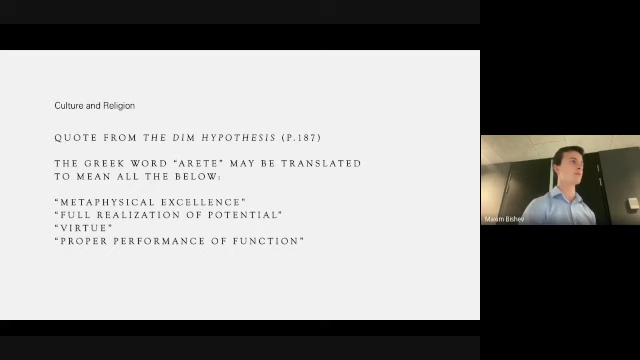 Culture and Religion
QUOTE FROM THE DIM HYPOTHESIS (P.187)
THE GREEK WORD “ARETE” MAY BE TRANSLATED
TO MEAN ALL THE BELOW:
“METAPHYSICAL EXCELLENCE”
“FULL REALIZATION OF POTENTIAL”
“VIRTUE”
“PROPER PERFORMANCE OF FUNCTION”
Maxim Bishev